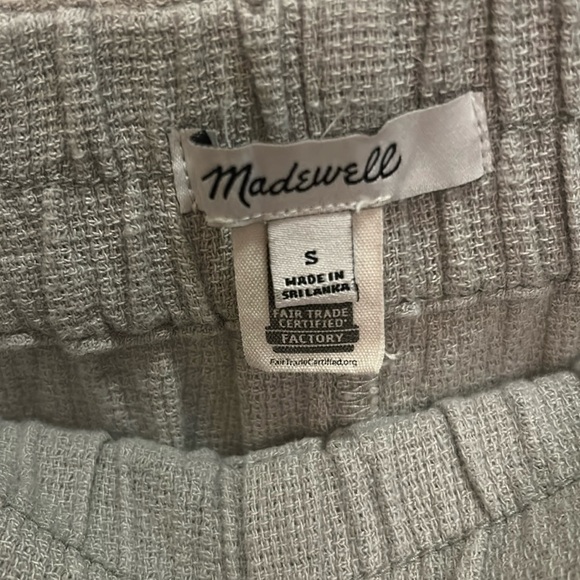 Madewell
S
MADE IN
SRI LANKA
FAIR TRADE
CERTIFIED
FACTORY
FairTradeCertified.org